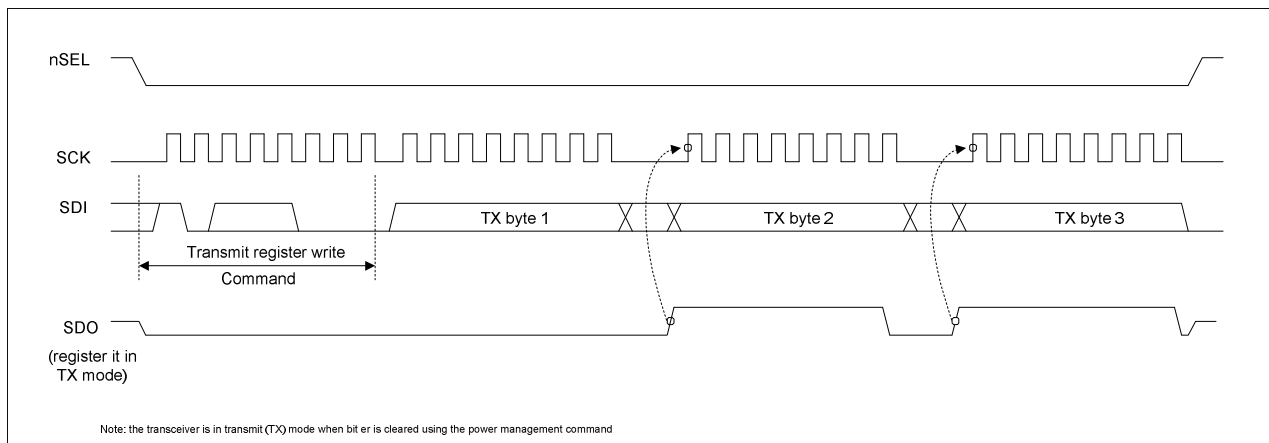 nSEL
SCK
SDI
TX byte 1
TX byte 2
TX byte 3
Transmit register write
Command
SDO
(register it in
TX mode)
Note: the transceiver is in transmit (TX) mode when bit er is cleared using the power management command